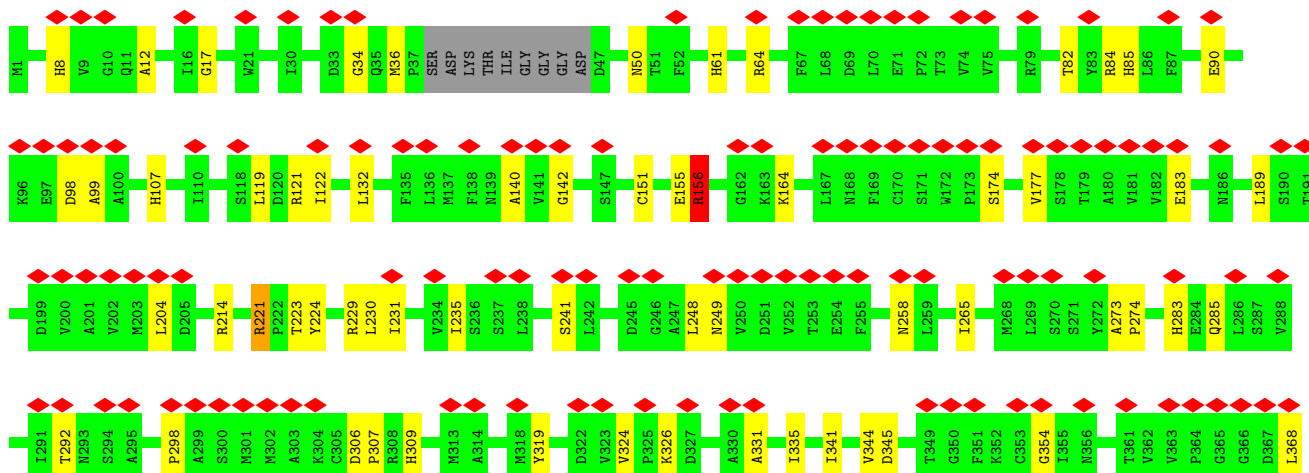 M1 H8 V9 G10 Q11 A12 I16 G17 W21 I30 D33 G34 Q35 M36 P37 SER ASP LYS THR ILE GLY GLY GLY ASP D47 N50 T51 F52 H61 R64 F67 L68 D69 L70 E71 P72 T73 V74 V75 R79 T82 Y83 R84 H85 L86 F87 E90
K96 E97 D98 A99 A100 H107 I110 S118 L119 D120 R121 I122 L132 F135 L136 M137 F138 N139 A140 V141 G142 S147 C151 E155 R156 G162 K163 K164 L167 N168 F169 C170 S171 W172 P173 S174 V177 S178 T179 A180 V181 V182 E183 N186 L189 S190 T191
D199 V200 A201 V202 M203 L204 D205 R214 R221 P222 T223 Y224 R229 L230 I231 V234 I235 S236 S237 L238 S241 L242 D245 G246 A247 L248 N249 V250 D251 V252 T253 E254 F255 N258 L259 I265 M268 L269 S270 S271 Y272 A273 P274 H283 E284 Q285 L286 S287 V288
I291 T292 N293 S294 A295 P298 A299 S300 M301 M302 A303 K304 C305 D306 P307 R308 H309 M313 A314 M318 Y319 D322 V323 V324 P325 K326 D327 A330 A331 I335 I341 V344 D345 T349 G350 F351 K352 C353 G354 I355 N356 T361 V362 V363 P364 G365 G366 D367 L368